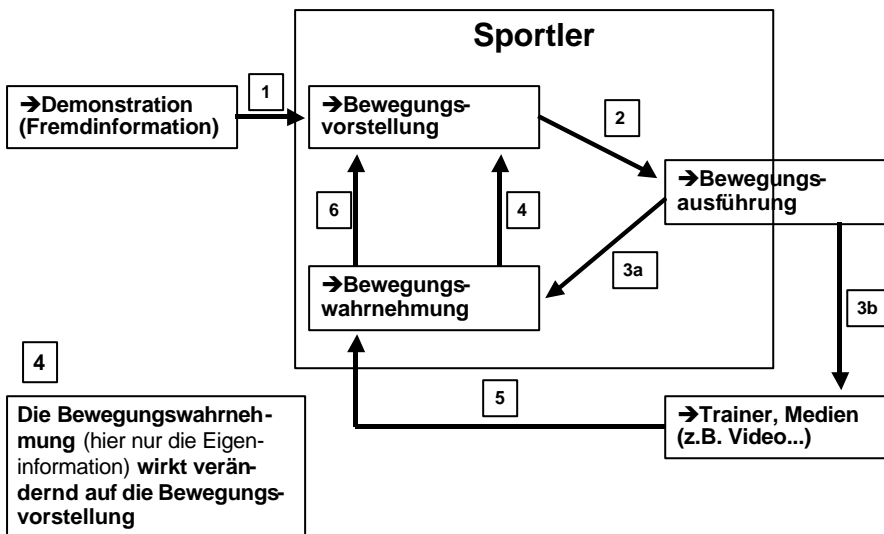 Sportler
1
➔Demonstration
(Fremdinformation)
➔Bewegungs-
vorstellung
2
➔Bewegungs-
ausführung
6
4
3a
➔Bewegungs-
wahrnehmung
3b
4
5
Die Bewegungswahrneh-
mung (hier nur die Eigen-
information) wirkt verän-
dernd auf die Bewegungs-
vorstellung
➔Trainer, Medien
(z.B. Video...)